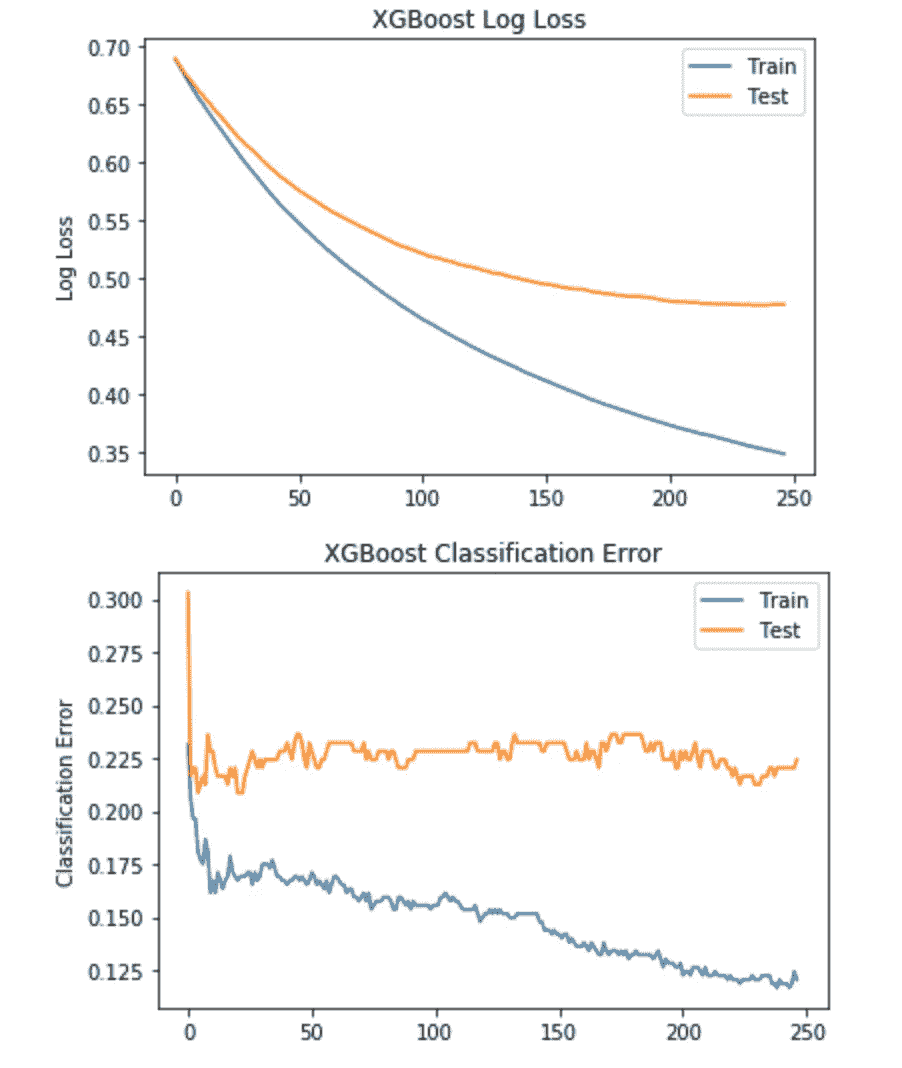 XGBoost Log Loss
0.70
0.65
0.60
0.55
0.50
0.45
0.40
0.35
Log Loss
Train
Test
0 50 100 150 200 250
XGBoost Classification Error
0.300
0.275
0.250
0.225
0.200
0.175
0.150
0.125
Classification Error
Train
Test
0 50 100 150 200 250